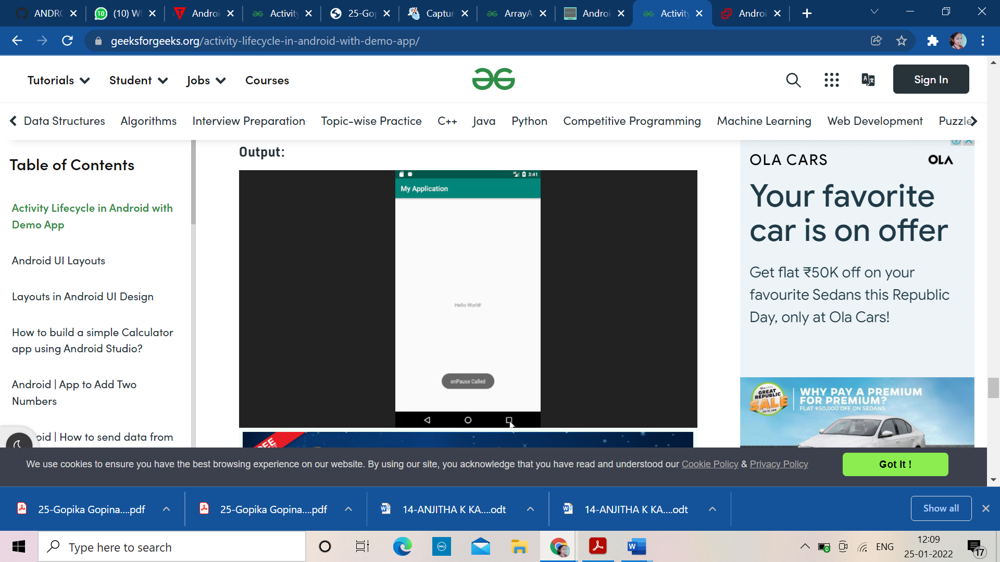 ANDRO
(10) W
Androi
Activity
25-Gop
Captur
ArrayA
Androi
Activity
Androi
geeksforgeeks.org/activity-lifecycle-in-android-with-demo-app/
Tutorials
Student
Jobs
Courses
Sign In
Data Structures
Algorithms
Interview Preparation
Topic-wise Practice
C++
Java
Python
Competitive Programming
Machine Learning
Web Development
Puzzle
Table of Contents
Activity Lifecycle in Android with
Demo App
Android UI Layouts
Layouts in Android UI Design
How to build a simple Calculator
app using Android Studio?
Android | App to Add Two
Numbers
oid | How to send data from
Output:
3:41
My Application
Hello World!
onPause Called
OLA CARS
OLA
Your favorite
car is on offer
Get flat ₹50K off on your
favourite Sedans this Republic
Day, only at Ola Cars!
OLA CARS
GREAT
REPUBLIC
SALE
18-31 JAN
WHY PAY A PREMIUM
FOR PREMIUM?
FLAT ₹50,000 OFF ON SEDANS
We use cookies to ensure you have the best browsing experience on our website. By using our site, you acknowledge that you have read and understood our Cookie Policy & Privacy Policy
Got It !
25-Gopika Gopina....pdf
25-Gopika Gopina....pdf
14-ANJITHA K KA....odt
14-ANJITHA K KA....odt
Show all
Type here to search
DELL
ENG
12:09
25-01-2022
17